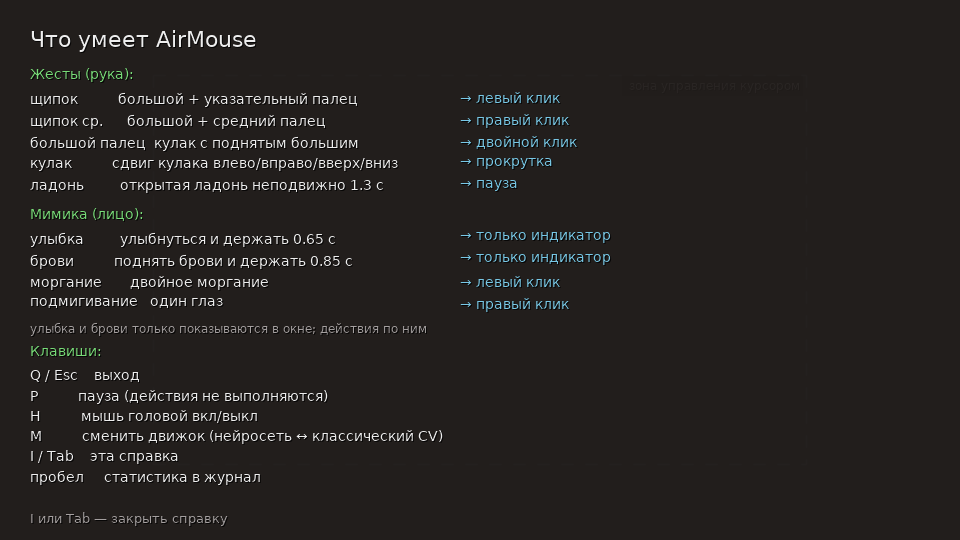 Что умеет AirMouse
Жесты (рука):
зона управления курсором
щипок большой + указательный палец → левый клик
щипок ср. большой + средний палец → правый клик
большой палец кулак с поднятым большим → двойной клик
кулак сдвиг кулака влево/вправо/вверх/вниз → прокрутка
ладонь открытая ладонь неподвижно 1.3 с → пауза
Мимика (лицо):
улыбка улыбнуться и держать 0.65 с → только индикатор
брови поднять брови и держать 0.85 с → только индикатор
моргание двойное моргание → левый клик
подмигивание один глаз → правый клик
улыбка и брови только показываются в окне; действия по ним
Клавиши:
Q / Esc выход
P пауза (действия не выполняются)
H мышь головой вкл/выкл
M сменить движок (нейросеть ↔ классический CV)
I / Tab эта справка
пробел статистика в журнал
I или Tab — закрыть справку